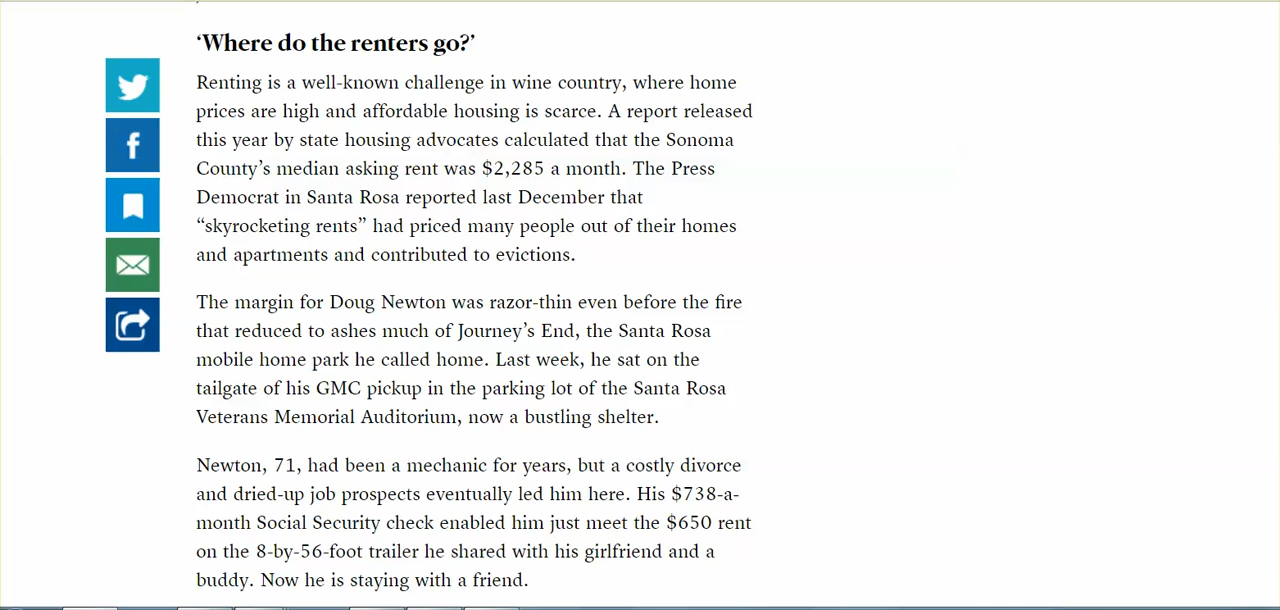 ‘Where do the renters go?’
Renting is a well-known challenge in wine country, where home
prices are high and affordable housing is scarce. A report released
this year by state housing advocates calculated that the Sonoma
County’s median asking rent was $2,285 a month. The Press
Democrat in Santa Rosa reported last December that
“skyrocketing rents” had priced many people out of their homes
and apartments and contributed to evictions.
The margin for Doug Newton was razor-thin even before the fire
that reduced to ashes much of Journey’s End, the Santa Rosa
mobile home park he called home. Last week, he sat on the
tailgate of his GMC pickup in the parking lot of the Santa Rosa
Veterans Memorial Auditorium, now a bustling shelter.
Newton, 71, had been a mechanic for years, but a costly divorce
and dried-up job prospects eventually led him here. His $738-a-
month Social Security check enabled him just meet the $650 rent
on the 8-by-56-foot trailer he shared with his girlfriend and a
buddy. Now he is staying with a friend.